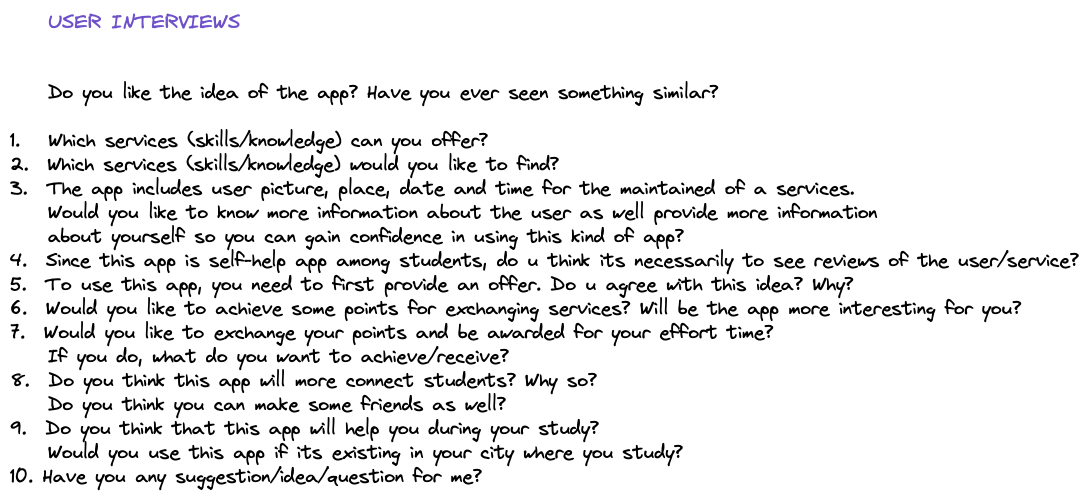 USER INTERVIEWS
Do you like the idea of the app? Have you ever seen something similar?
1. Which services (skills/knowledge) can you offer?
2. Which services (skills/knowledge) would you like to find?
3. The app includes user picture, place, date and time for the maintained of a services.
Would you like to know more information about the user as well provide more information
about yourself so you can gain confidence in using this kind of app?
4. Since this app is self-help app among students, do u think its necessarily to see reviews of the user/service?
5. To use this app, you need to first provide an offer. Do u agree with this idea? Why?
6. Would you like to achieve some points for exchanging services? Will be the app more interesting for you?
7. Would you like to exchange your points and be awarded for your effort time?
If you do, what do you want to achieve/receive?
8. Do you think this app will more connect students? Why so?
Do you think you can make some friends as well?
9. Do you think that this app will help you during your study?
Would you use this app if its existing in your city where you study?
10. Have you any suggestion/idea/question for me?